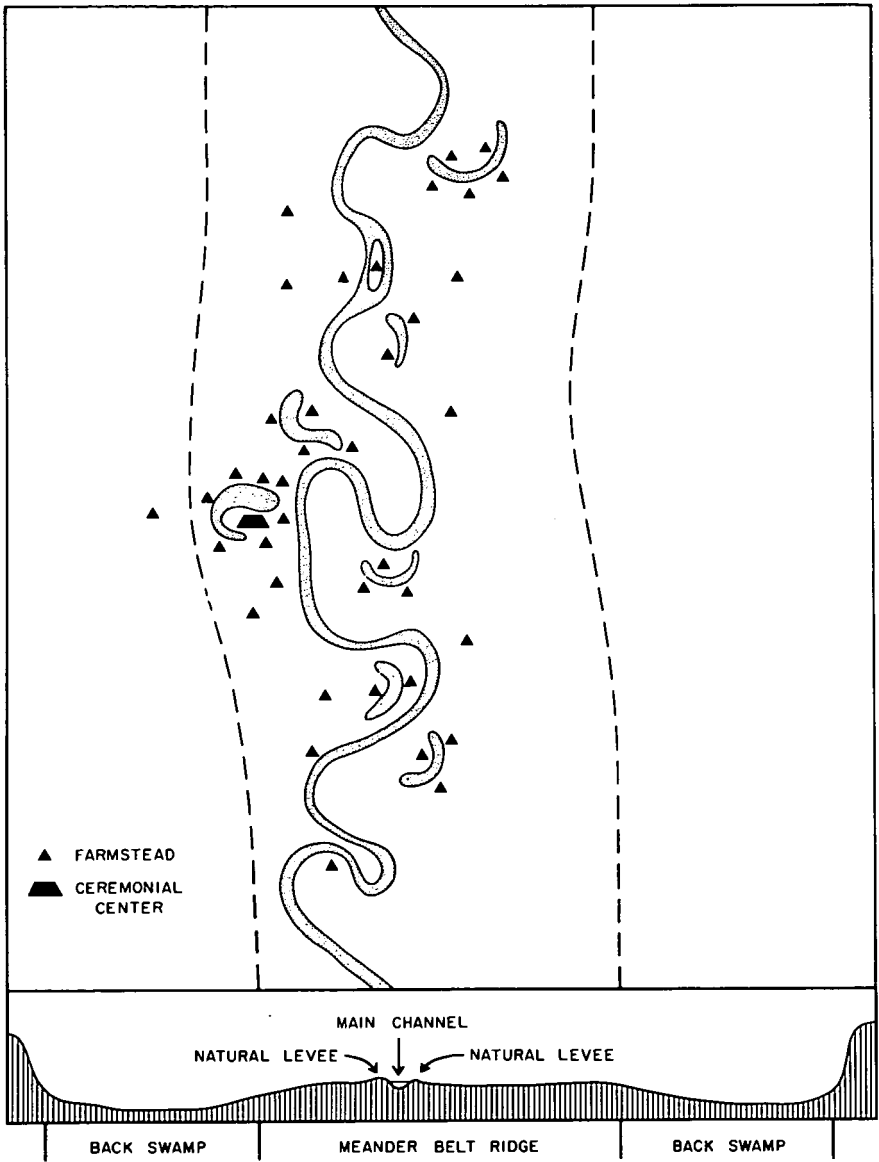 FARMSTEAD
CEREMONIAL
CENTER
MAIN CHANNEL
NATURAL LEVEE
NATURAL LEVEE
BACK SWAMP
MEANDER BELT RIDGE
BACK SWAMP